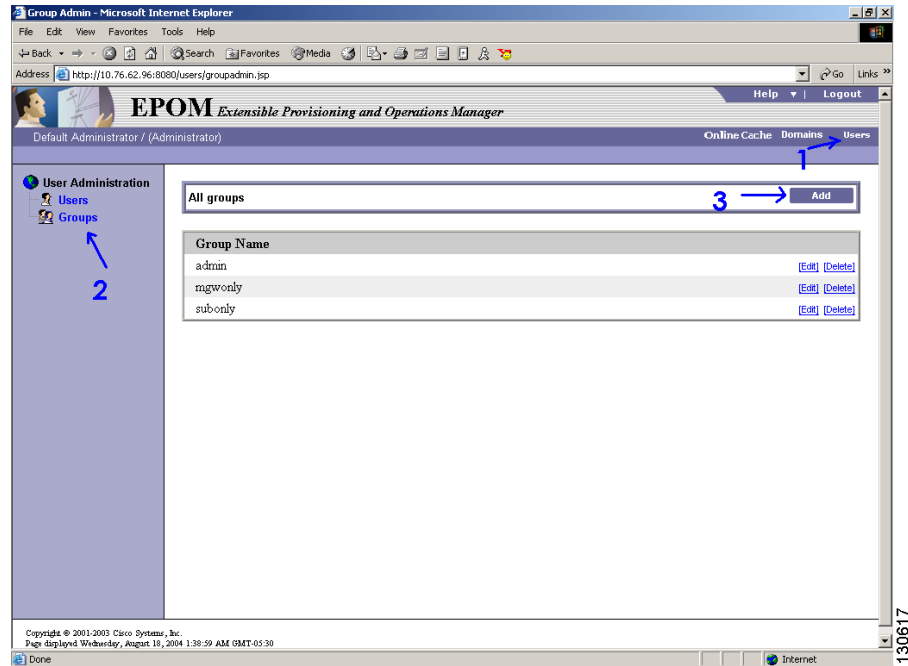 Group Admin - Microsoft Internet Explorer
File Edit View Favorites Tools Help
Back Search Favorites Media
Address http://10.76.62.96:8080/users/groupadmin.jsp Go Links »
Help | Logout
EPOM Extensible Provisioning and Operations Manager
Default Administrator / (Administrator) Online Cache Domains Users
1
User Administration
Users
Groups
2
All groups 3 Add
Group Name
admin [Edit] [Delete]
mgwonly [Edit] [Delete]
subonly [Edit] [Delete]
Copyright © 2001-2003 Cisco Systems, Inc.
Page displayed Wednesday, August 18, 2004 1:38:59 AM GMT-05:30
Done Internet
130617